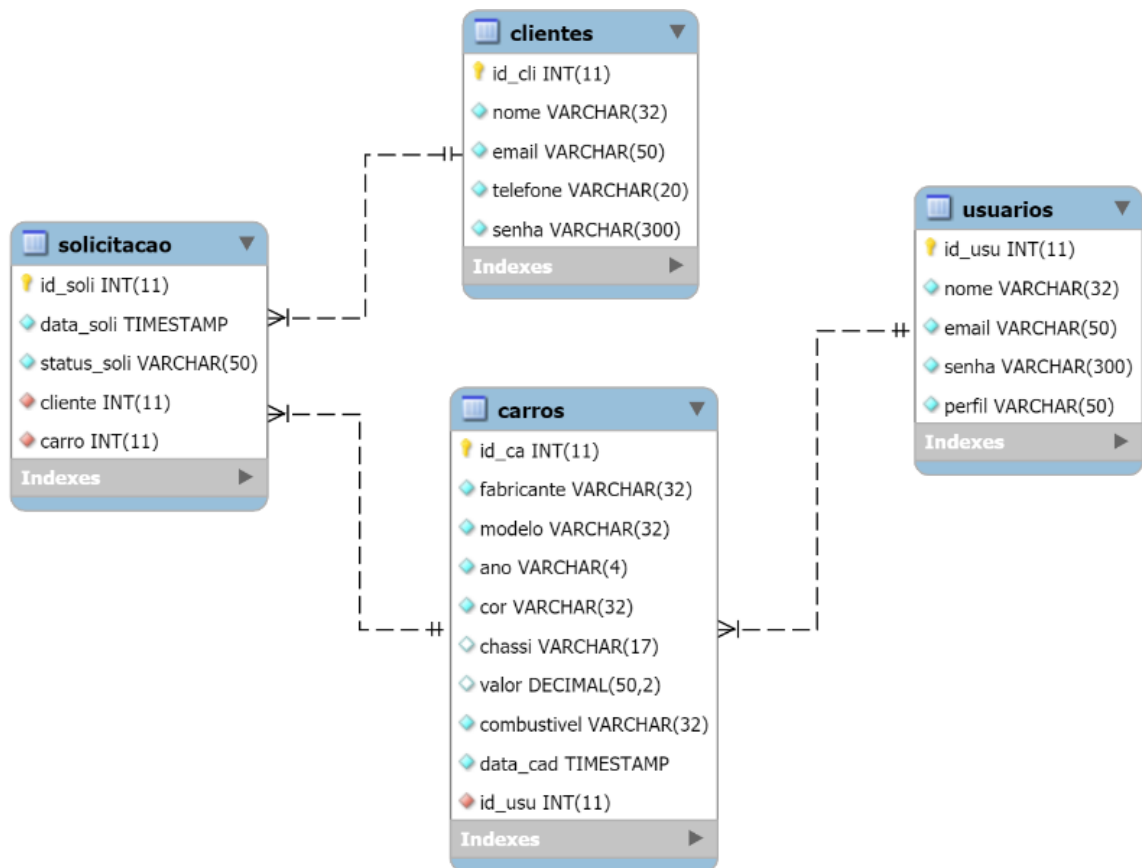 clientes
id_cli INT(11)
nome VARCHAR(32)
email VARCHAR(50)
telefone VARCHAR(20)
senha VARCHAR(300)
Indexes
solicitacao
id_soli INT(11)
data_soli TIMESTAMP
status_soli VARCHAR(50)
cliente INT(11)
carro INT(11)
Indexes
usuarios
id_usu INT(11)
nome VARCHAR(32)
email VARCHAR(50)
senha VARCHAR(300)
perfil VARCHAR(50)
Indexes
carros
id_ca INT(11)
fabricante VARCHAR(32)
modelo VARCHAR(32)
ano VARCHAR(4)
cor VARCHAR(32)
chassi VARCHAR(17)
valor DECIMAL(50,2)
combustivel VARCHAR(32)
data_cad TIMESTAMP
id_usu INT(11)
Indexes